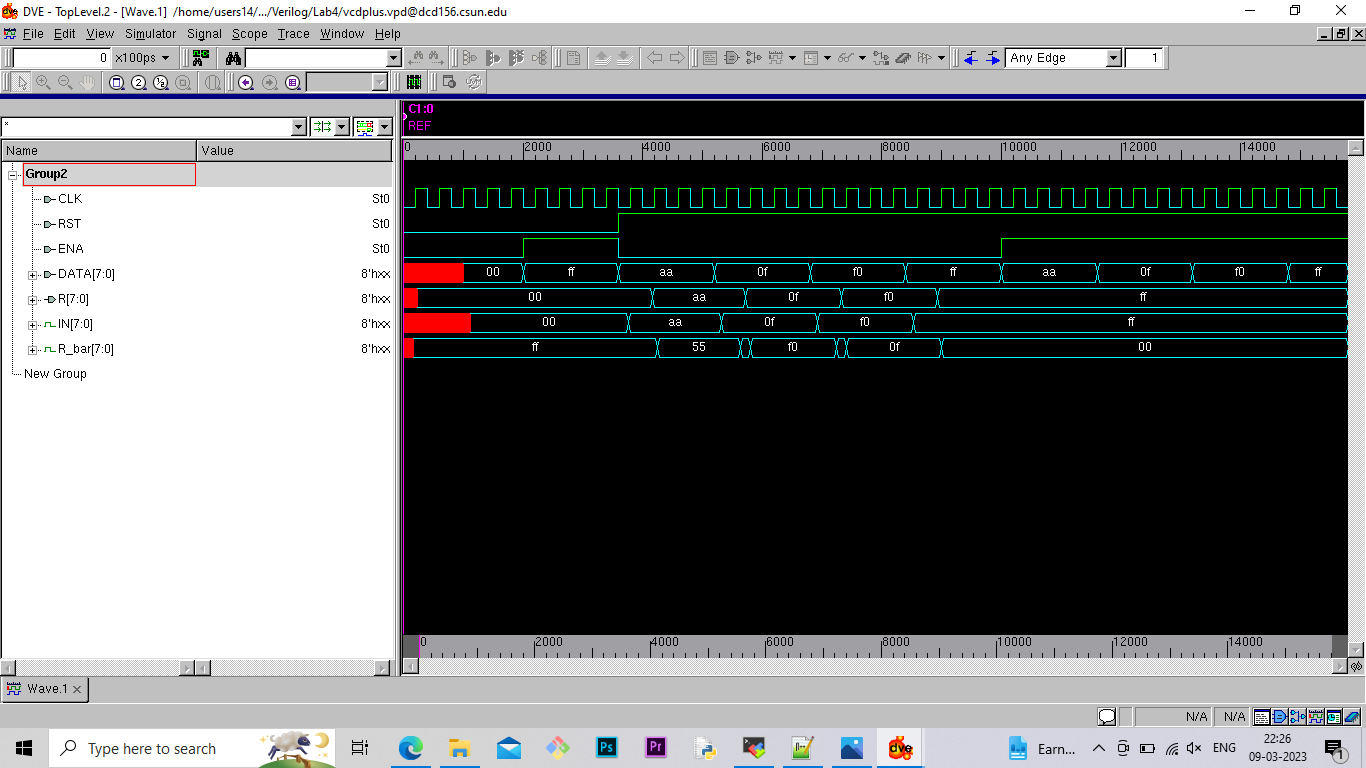 DVE - TopLevel.2 - [Wave.1] /home/users14/.../Verilog/Lab4/vcdplus.vpd@dcd156.csun.edu
File Edit View Simulator Signal Scope Trace Window Help
0 x100ps Any Edge 1
C1:0
REF
*
Name Value
0 2000 4000 6000 8000 10000 12000 14000
Group2
CLK St0
RST St0
ENA St0
DATA[7:0] 8'hxx 00 ff aa 0f f0 ff aa 0f f0 ff
R[7:0] 8'hxx 00 aa 0f f0 ff
IN[7:0] 8'hxx 00 aa 0f f0 ff
R_bar[7:0] 8'hxx ff 55 f0 0f 00
New Group
0 2000 4000 6000 8000 10000 12000 14000
Wave.1
N/A N/A
Type here to search
Ps
Pr
dve
Earn...
ENG
22:26
09-03-2023
1